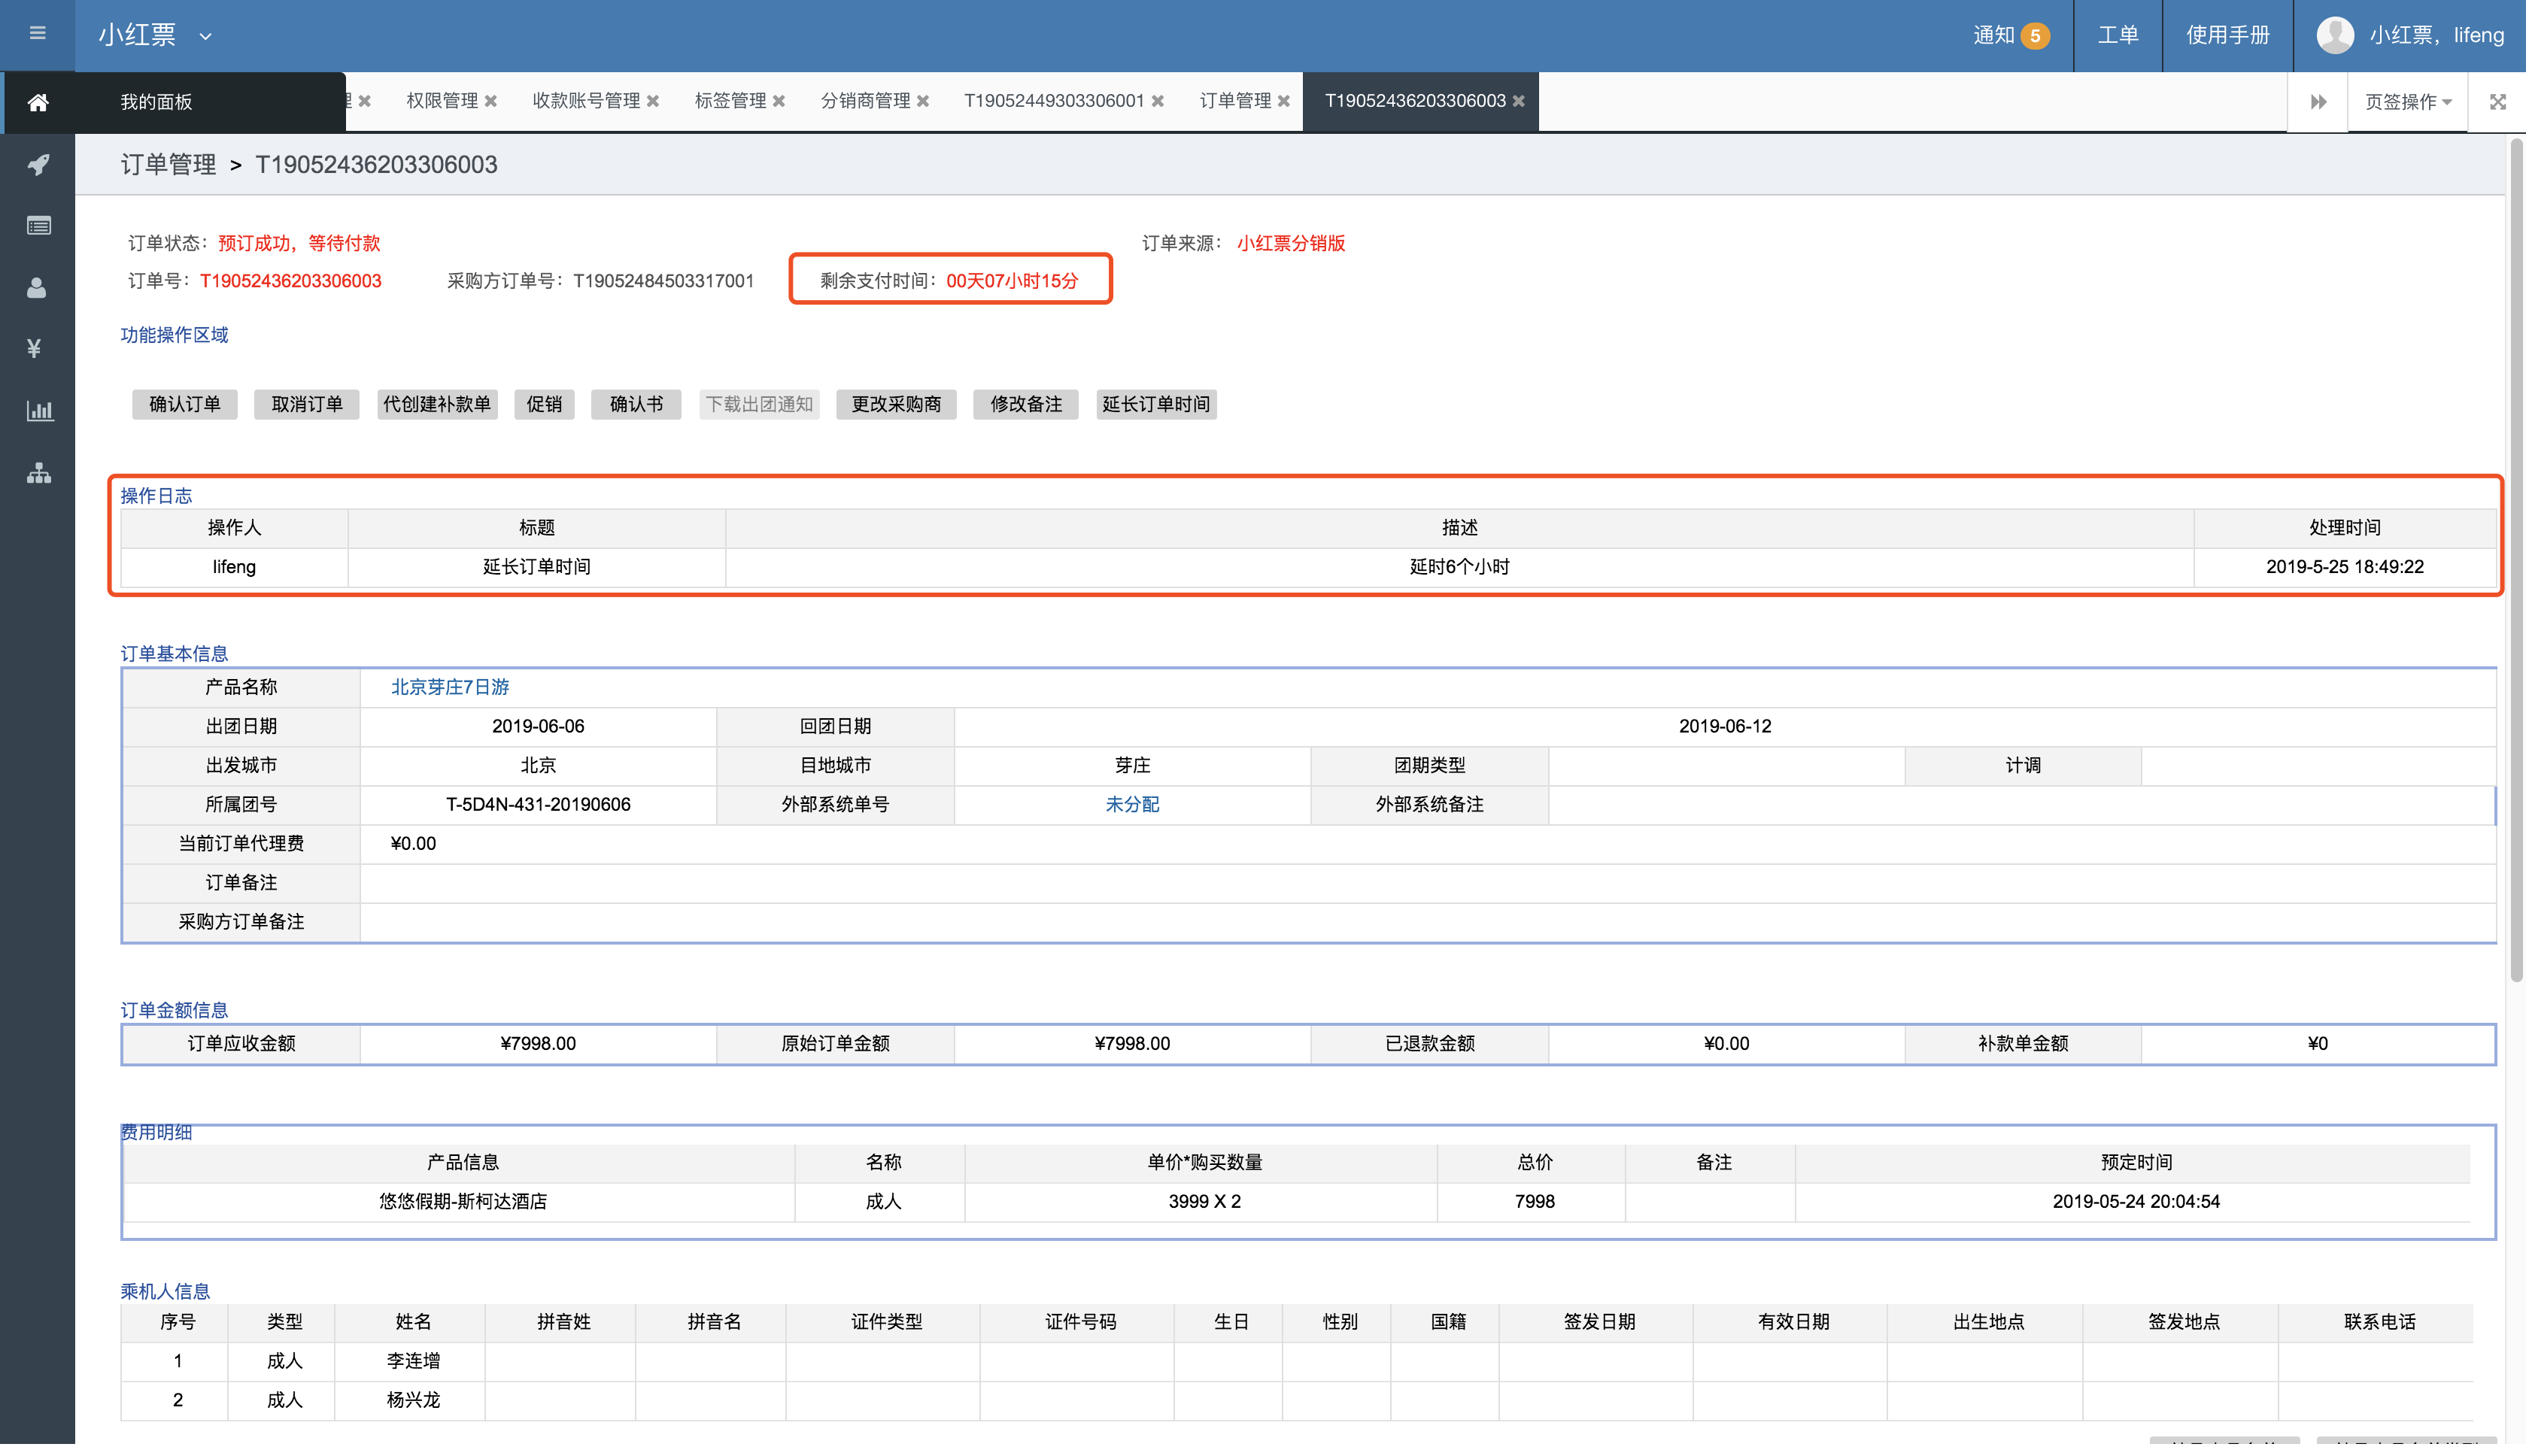 小红票 通知 5 工单 使用手册 小红票，lifeng
我的面板 权限管理 收款账号管理 标签管理 分销商管理 T19052449303306001 订单管理 T19052436203306003 页签操作
订单管理 > T19052436203306003
订单状态：预订成功，等待付款 订单来源：小红票分销版
订单号：T19052436203306003 采购方订单号：T19052484503317001 剩余支付时间：00天07小时15分
功能操作区域
确认订单 取消订单 代创建补款单 促销 确认书 下载出团通知 更改采购商 修改备注 延长订单时间
操作日志
操作人 标题 描述 处理时间
lifeng 延长订单时间 延时6个小时 2019-5-25 18:49:22
订单基本信息
产品名称 北京芽庄7日游
出团日期 2019-06-06 回团日期 2019-06-12
出发城市 北京 目地城市 芽庄 团期类型 计调
所属团号 T-5D4N-431-20190606 外部系统单号 未分配 外部系统备注
当前订单代理费 ¥0.00
订单备注
采购方订单备注
订单金额信息
订单应收金额 ¥7998.00 原始订单金额 ¥7998.00 已退款金额 ¥0.00 补款单金额 ¥0
费用明细
产品信息 名称 单价*购买数量 总价 备注 预定时间
悠悠假期-斯柯达酒店 成人 3999 X 2 7998 2019-05-24 20:04:54
乘机人信息
序号 类型 姓名 拼音姓 拼音名 证件类型 证件号码 生日 性别 国籍 签发日期 有效日期 出生地点 签发地点 联系电话
1 成人 李连增
2 成人 杨兴龙